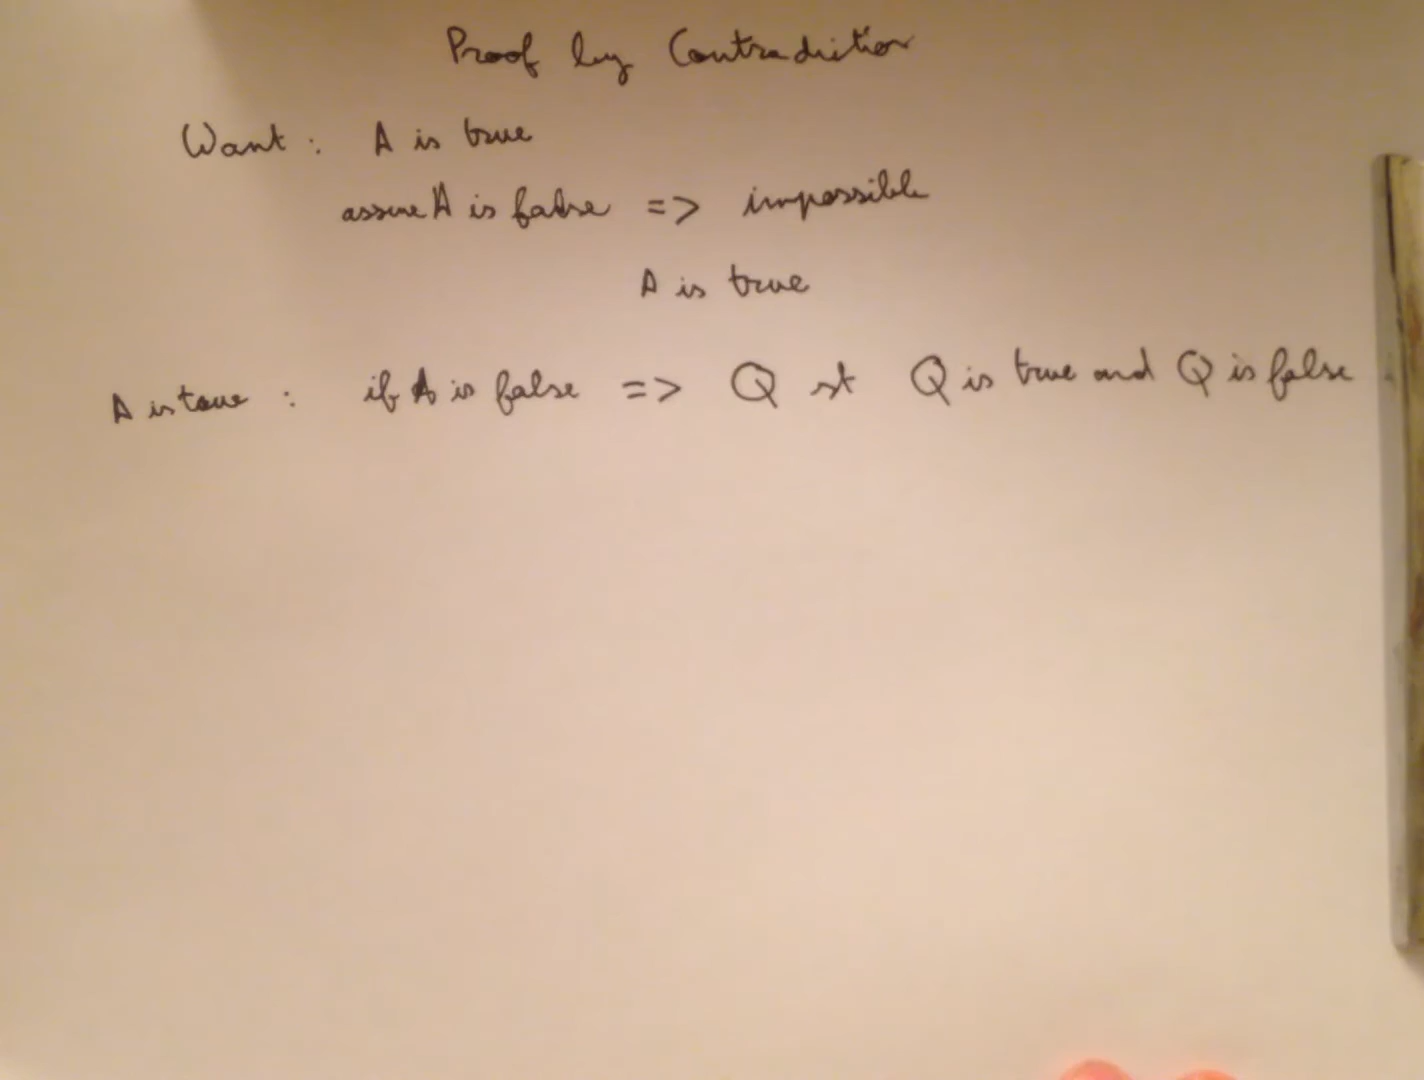 Proof by Contradiction
Want : A is true
assume A is false => impossible
A is true
A is true : if A is false => Q st Q is true and Q is false